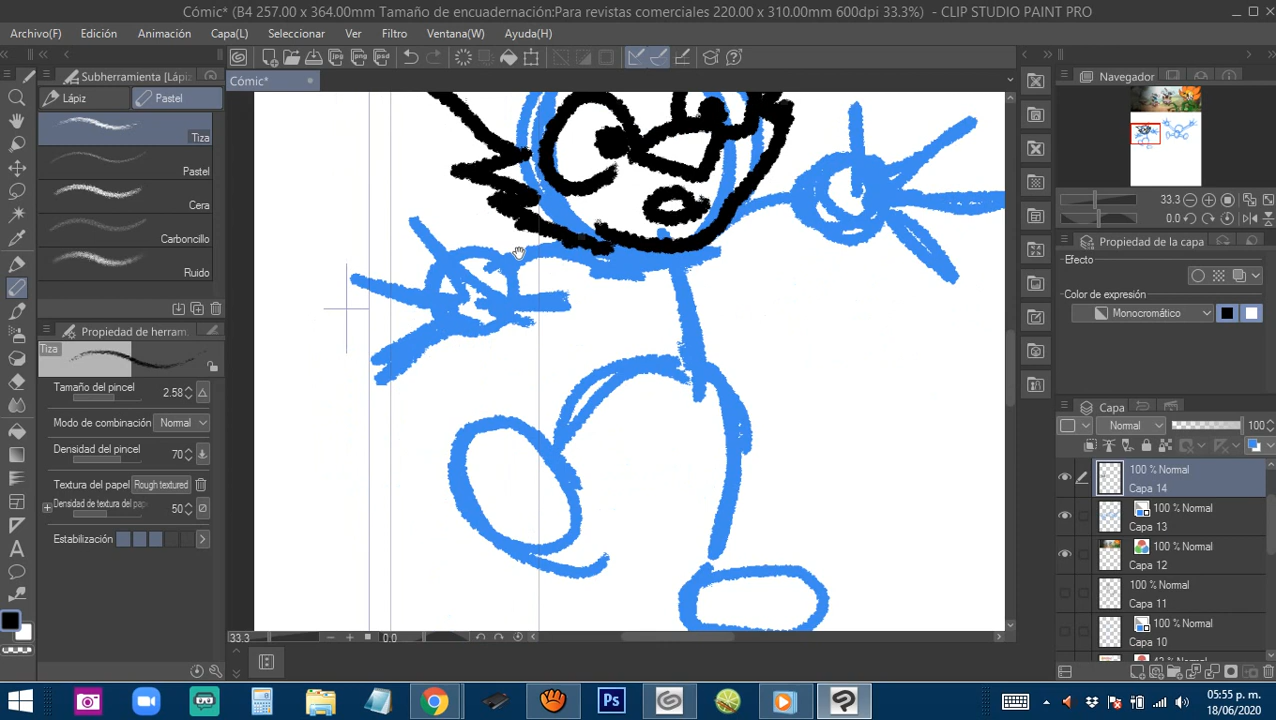 Cómic* (B4 257.00 x 364.00mm Tamaño de encuadernación:Para revistas comerciales 220.00 x 310.00mm 600dpi 33.3%) - CLIP STUDIO PAINT PRO
Archivo(F) Edición Animación Capa(L) Seleccionar Ver Filtro Ventana(W) Ayuda(H)
Subherramienta [Lápiz
Cómic*
Lápiz Pastel
Tiza
Pastel
Cera
Carboncillo
Ruido
Propiedad de herram.
Tiza
Tamaño del pincel 2.58
Modo de combinación Normal
Densidad del pincel 70
Textura del papel Rough textured
Densidad de textura del pap 50
Estabilización
33.3 0.0
Navegador
33.3
0.0
Propiedad de la capa
Efecto
Color de expresión
Monocromático
Capa
Normal 100
100 % Normal
Capa 14
100 % Normal
Capa 13
100 % Normal
Capa 12
100 % Normal
Capa 11
100 % Normal
Capa 10
Ps
05:55 p. m.
18/06/2020